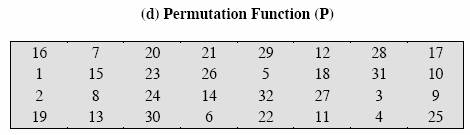 (d) Permutation Function (P)
16 7 20 21 29 12 28 17
1 15 23 26 5 18 31 10
2 8 24 14 32 27 3 9
19 13 30 6 22 11 4 25